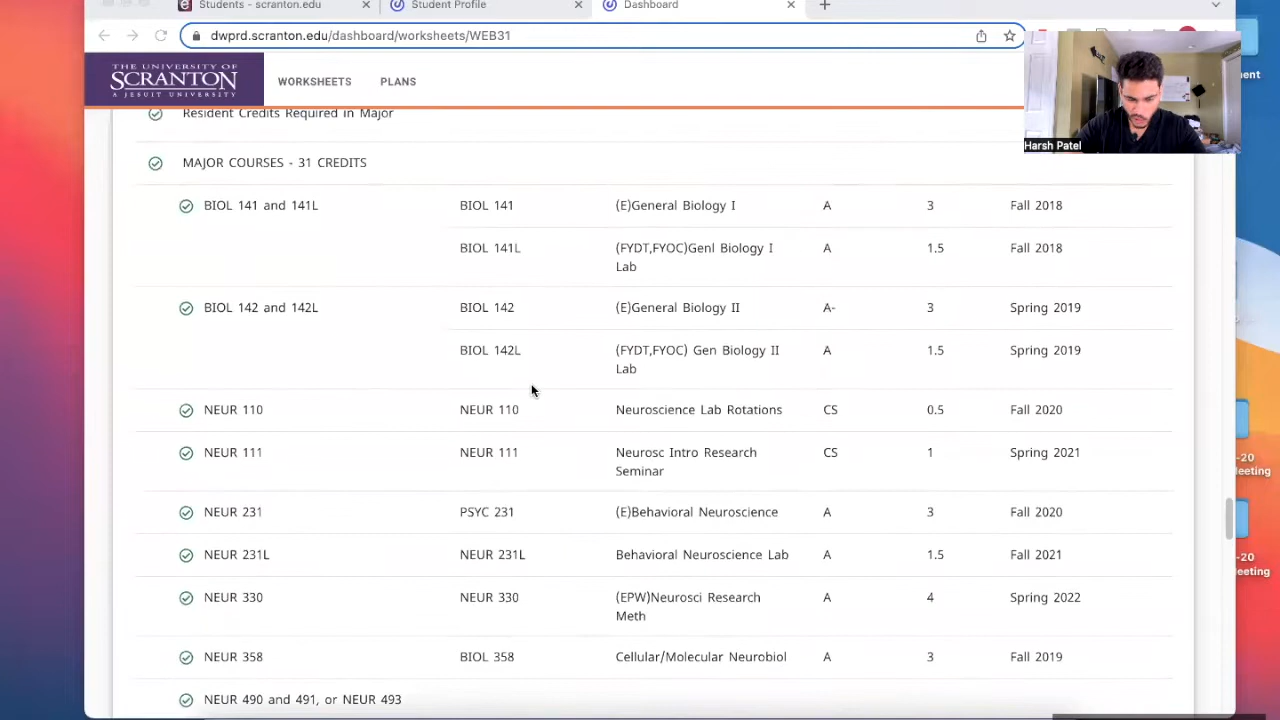 Students - scranton.edu
Student Profile
Dashboard
dwprd.scranton.edu/dashboard/worksheets/WEB31
THE UNIVERSITY OF
SCRANTON
A JESUIT UNIVERSITY
WORKSHEETS PLANS
Harsh Patel
Resident Credits Required in Major
MAJOR COURSES - 31 CREDITS
BIOL 141 and 141L BIOL 141 (E)General Biology I A 3 Fall 2018
BIOL 141L (FYDT,FYOC)Genl Biology I A 1.5 Fall 2018
Lab
BIOL 142 and 142L BIOL 142 (E)General Biology II A- 3 Spring 2019
BIOL 142L (FYDT,FYOC) Gen Biology II A 1.5 Spring 2019
Lab
NEUR 110 NEUR 110 Neuroscience Lab Rotations CS 0.5 Fall 2020
NEUR 111 NEUR 111 Neurosc Intro Research CS 1 Spring 2021
Seminar
NEUR 231 PSYC 231 (E)Behavioral Neuroscience A 3 Fall 2020
NEUR 231L NEUR 231L Behavioral Neuroscience Lab A 1.5 Fall 2021
NEUR 330 NEUR 330 (EPW)Neurosci Research A 4 Spring 2022
Meth
NEUR 358 BIOL 358 Cellular/Molecular Neurobiol A 3 Fall 2019
NEUR 490 and 491, or NEUR 493
-20
-20